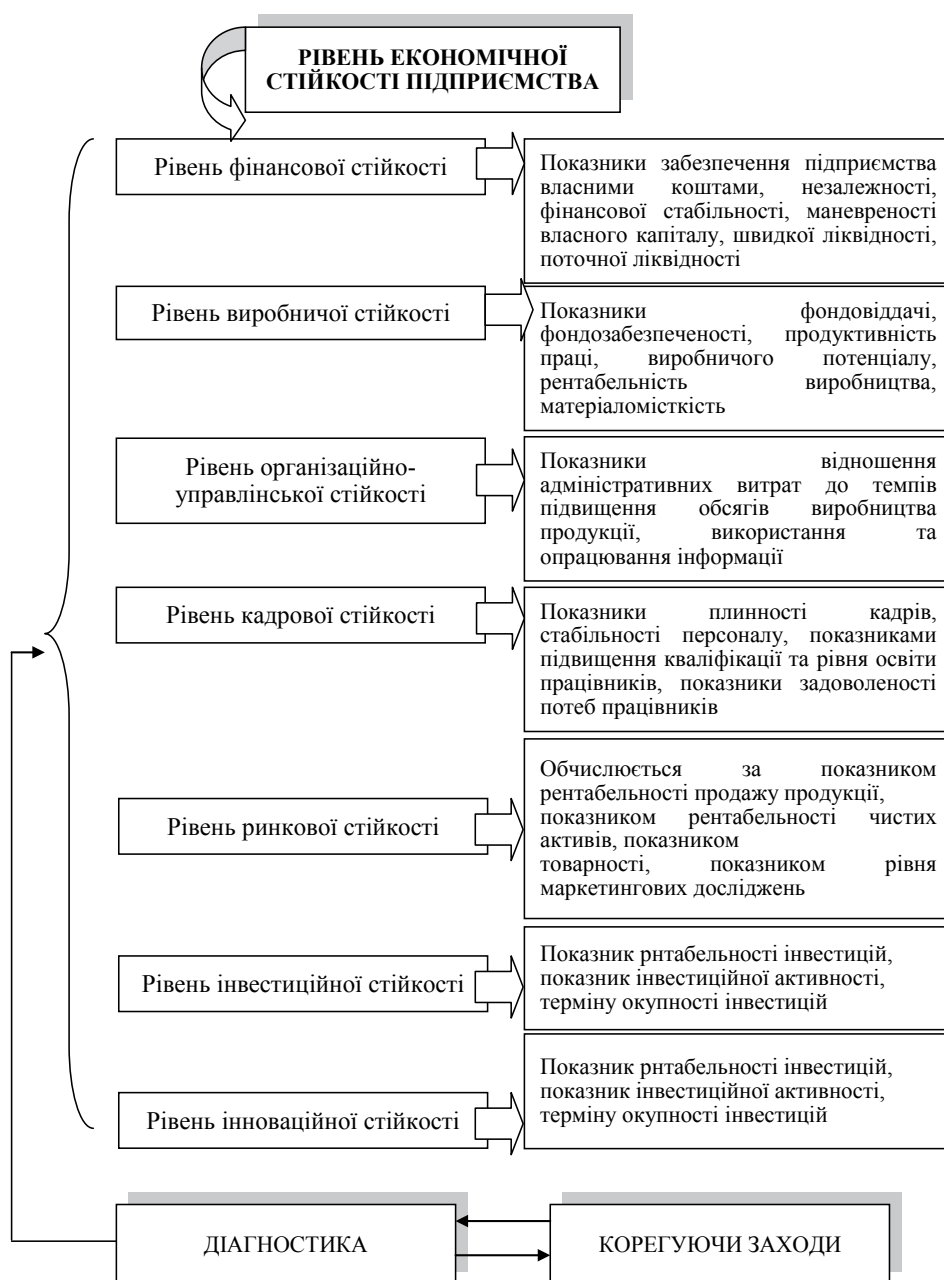 РІВЕНЬ ЕКОНОМІЧНОЇ
СТІЙКОСТІ ПІДПРИЄМСТВА
Рівень фінансової стійкості
Показники забезпечення підприємства
власними коштами, незалежності,
фінансової стабільності, маневреності
власного капіталу, швидкої ліквідності,
поточної ліквідності
Рівень виробничої стійкості
Показники фондовіддачі,
фондозабезпеченості, продуктивність
праці, виробничого потенціалу,
рентабельність виробництва,
матеріаломісткість
Рівень організаційно-
управлінської стійкості
Показники відношення
адміністративних витрат до темпів
підвищення обсягів виробництва
продукції, використання та
опрацювання інформації
Рівень кадрової стійкості
Показники плинності кадрів,
стабільності персоналу, показниками
підвищення кваліфікації та рівня освіти
працівників, показники задоволеності
потеб працівників
Рівень ринкової стійкості
Обчислюється за показником
рентабельності продажу продукції,
показником рентабельності чистих
активів, показником
товарності, показником рівня
маркетингових досліджень
Рівень інвестиційної стійкості
Показник рнтабельності інвестицій,
показник інвестиційної активності,
терміну окупності інвестицій
Рівень інноваційної стійкості
Показник рнтабельності інвестицій,
показник інвестиційної активності,
терміну окупності інвестицій
ДІАГНОСТИКА
КОРЕГУЮЧИ ЗАХОДИ